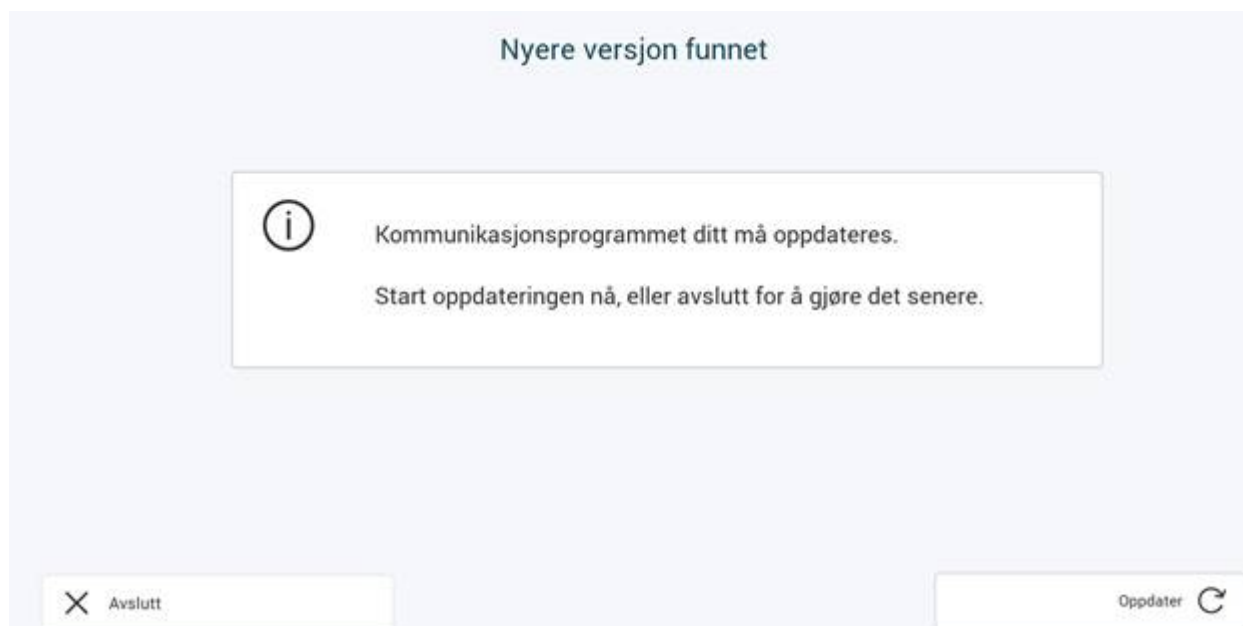 Nyere versjon funnet
Kommunikasjonsprogrammet ditt må oppdateres.
Start oppdateringen nå, eller avslutt for å gjøre det senere.
Avslutt
Oppdater